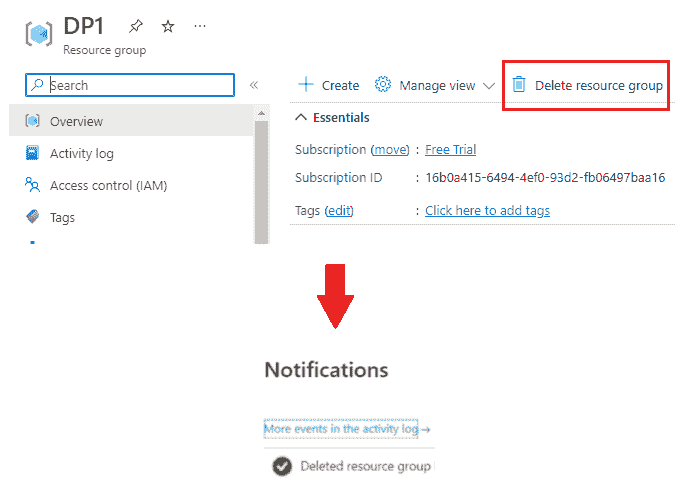 DP1
Resource group
Search
Overview
Activity log
Access control (IAM)
Tags
Create
Manage view
Delete resource group
Essentials
Subscription (move) : Free Trial
Subscription ID : 16b0a415-6494-4ef0-93d2-fb06497baa16
Tags (edit) : Click here to add tags
Notifications
More events in the activity log →
Deleted resource group